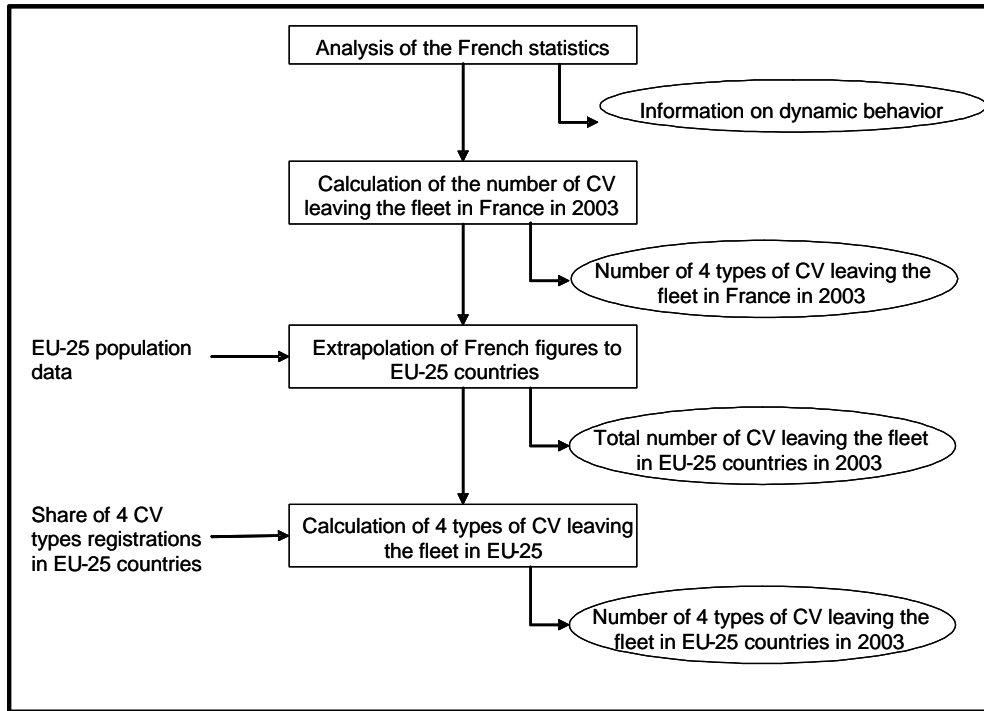 Analysis of the French statistics
Information on dynamic behavior
Calculation of the number of CV
leaving the fleet in France in 2003
Number of 4 types of CV leaving the
fleet in France in 2003
EU-25 population
data
Extrapolation of French figures to
EU-25 countries
Total number of CV leaving the fleet
in EU-25 countries in 2003
Share of 4 CV
types registrations
in EU-25 countries
Calculation of 4 types of CV leaving
the fleet in EU-25
Number of 4 types of CV leaving the
fleet in EU-25 countries in 2003